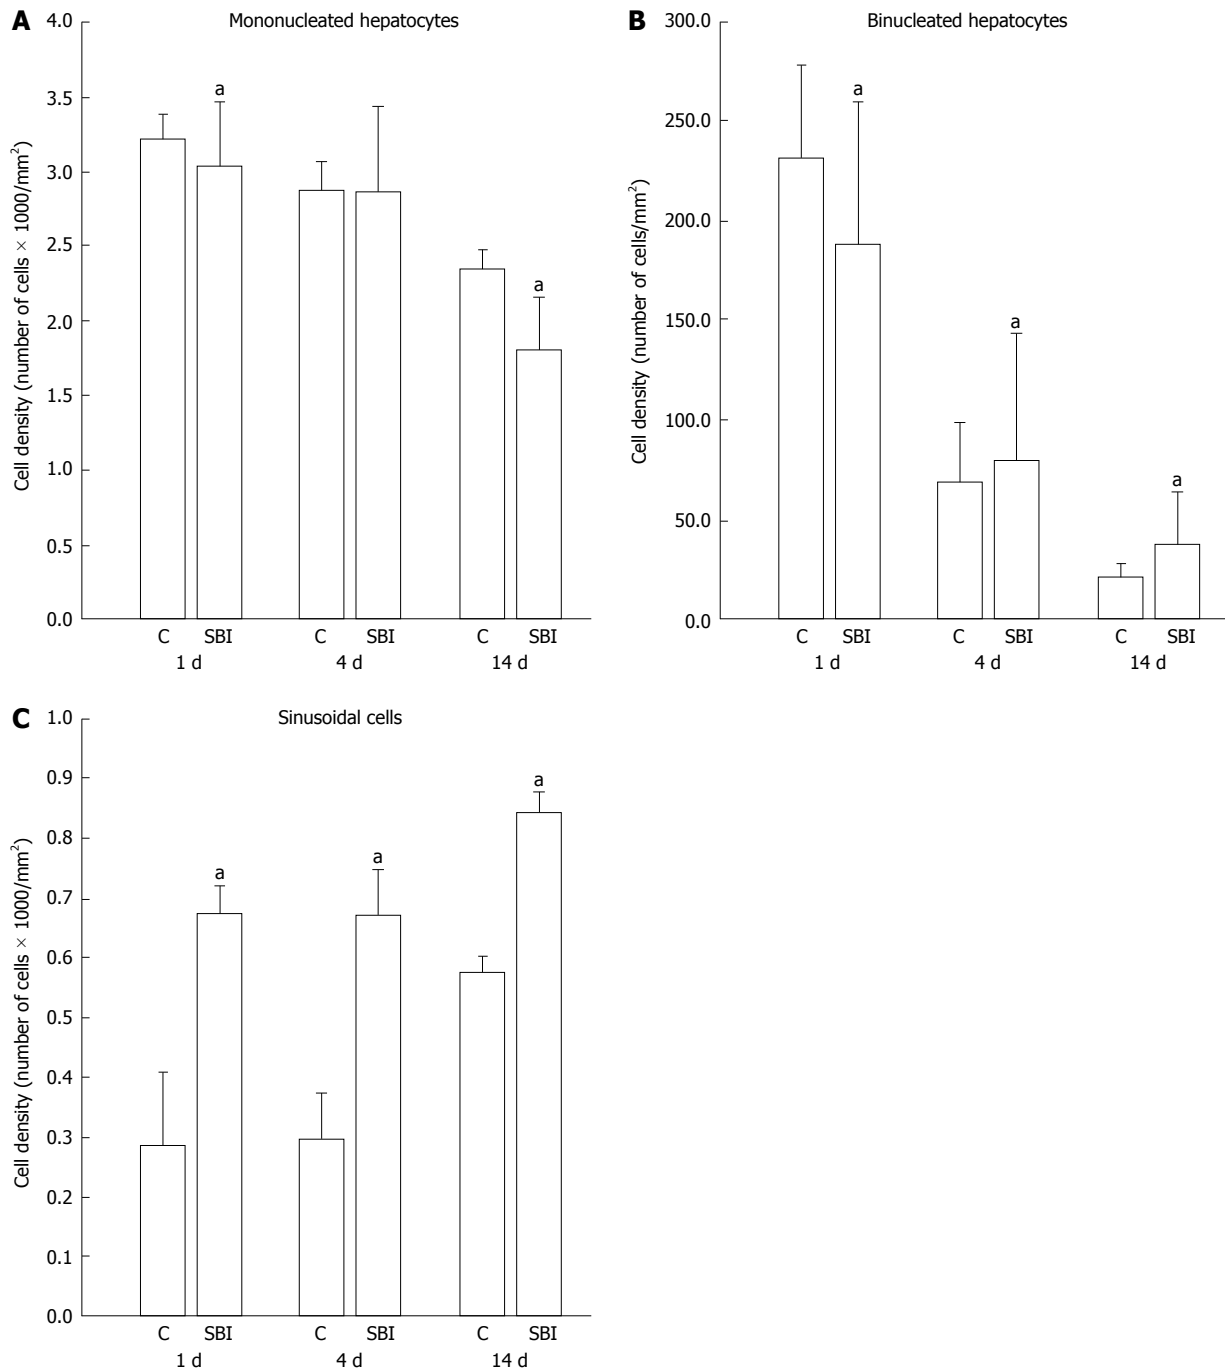 A Mononucleated hepatocytes
Cell density (number of cells × 1000/mm²)
4.0
3.5
3.0
2.5
2.0
1.5
1.0
0.5
0.0
a
a
C SBI C SBI C SBI
1 d 4 d 14 d
B Binucleated hepatocytes
Cell density (number of cells/mm²)
300.0
250.0
200.0
150.0
100.0
50.0
0.0
a
a
a
C SBI C SBI C SBI
1 d 4 d 14 d
C Sinusoidal cells
Cell density (number of cells × 1000/mm²)
1.0
0.9
0.8
0.7
0.6
0.5
0.4
0.3
0.2
0.1
0.0
a
a
a
C SBI C SBI C SBI
1 d 4 d 14 d